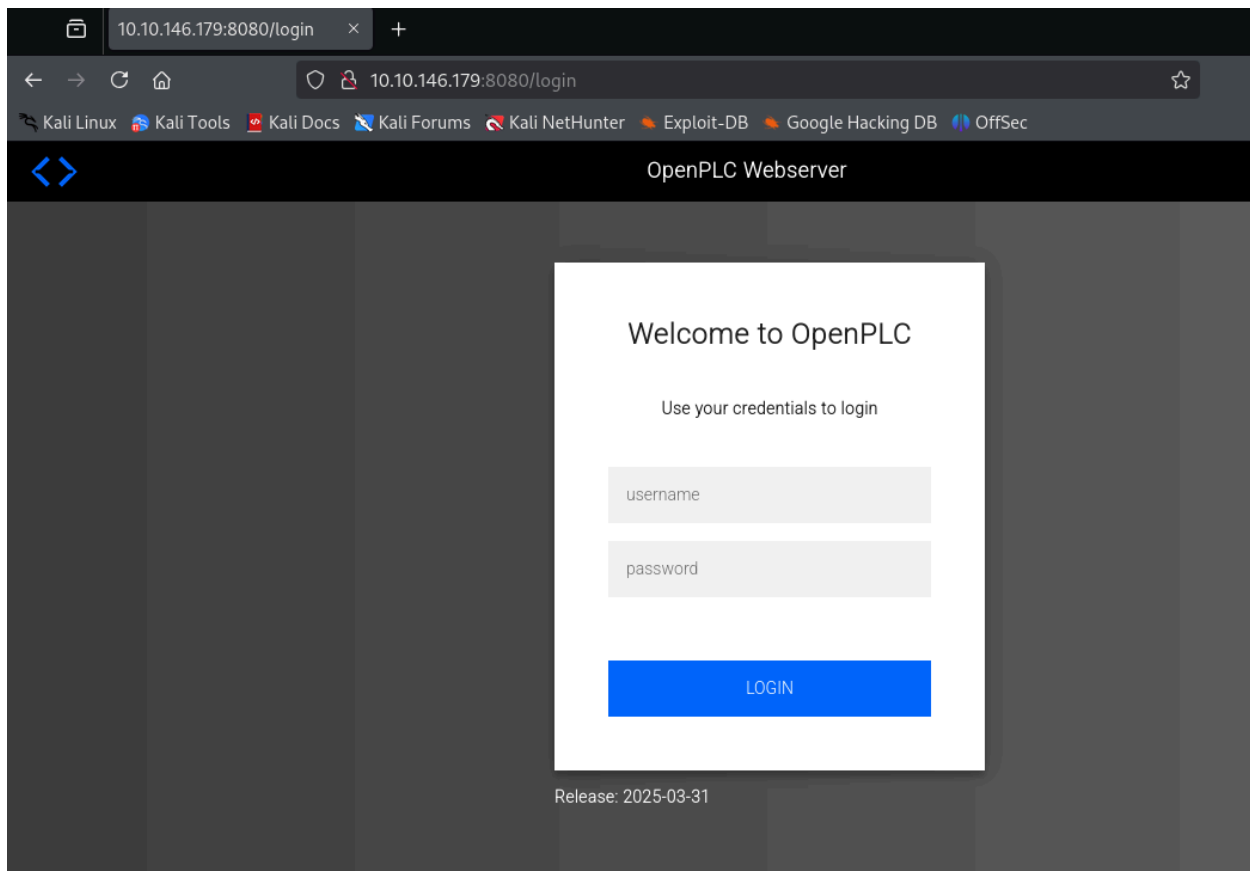 10.10.146.179:8080/login
10.10.146.179:8080/login
Kali Linux Kali Tools Kali Docs Kali Forums Kali NetHunter Exploit-DB Google Hacking DB OffSec
OpenPLC Webserver
Welcome to OpenPLC
Use your credentials to login
username
password
LOGIN
Release: 2025-03-31